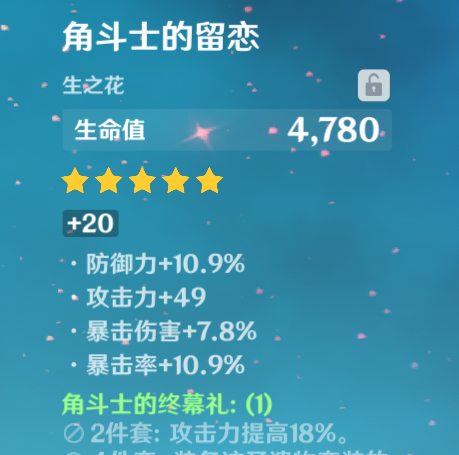 角斗士的留恋
生之花
生命值 4,780
+20
·防御力+10.9%
·攻击力+49
·暴击伤害+7.8%
·暴击率+10.9%
角斗士的终幕礼: (1)
2件套: 攻击力提高18%。